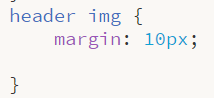 header img {
    margin: 10px;

}